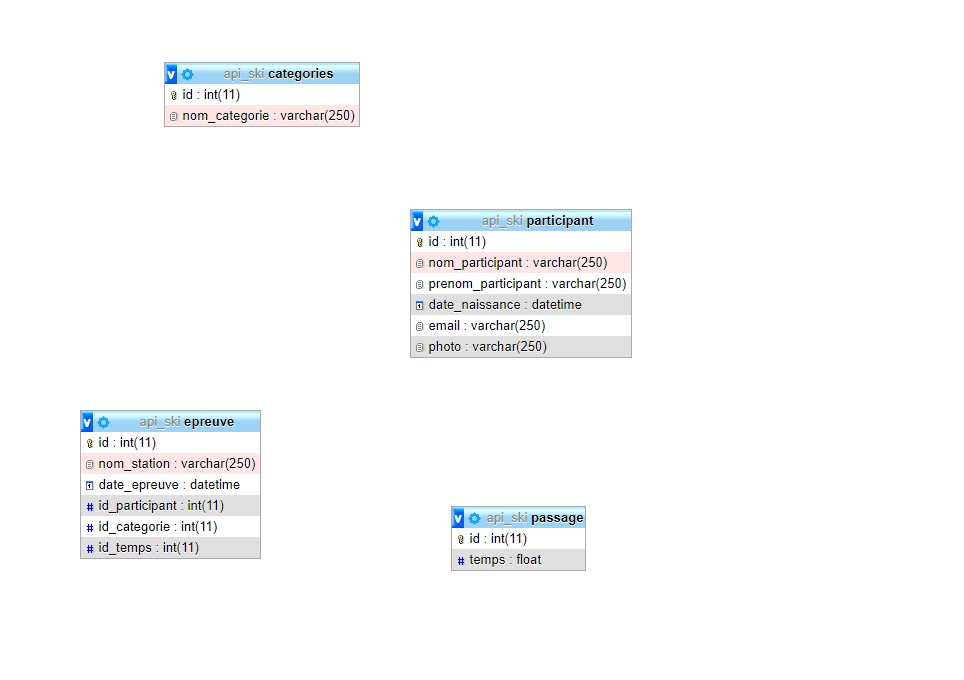 api_ski categories
id : int(11)
nom_categorie : varchar(250)
api_ski participant
id : int(11)
nom_participant : varchar(250)
prenom_participant : varchar(250)
date_naissance : datetime
email : varchar(250)
photo : varchar(250)
api_ski epreuve
id : int(11)
nom_station : varchar(250)
date_epreuve : datetime
# id_participant : int(11)
# id_categorie : int(11)
# id_temps : int(11)
api_ski passage
id : int(11)
# temps : float